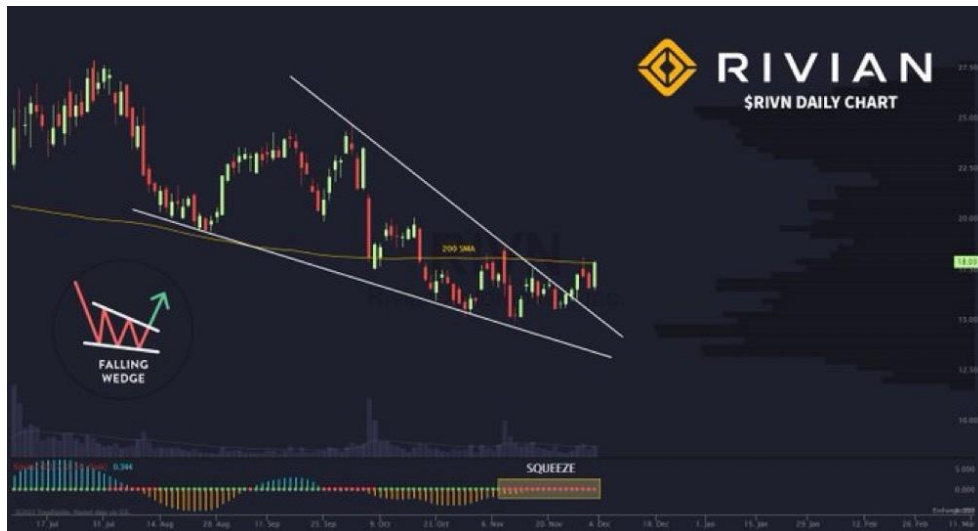 RIVIAN
$RIVN DAILY CHART
27.50
25.00
22.50
20.00
200 SMA
RIVN
18.03
15.00
12.50
10.00
FALLING
WEDGE
0.344
SQUEEZE
5.000
0.000
17. Jul
31. Jul
14. Aug
28. Aug
11. Sep
25. Sep
9. Oct
23. Oct
6. Nov
20. Nov
4. Dec
18. Dec
1. Jan
15. Jan
29. Jan
12. Feb
26. Feb